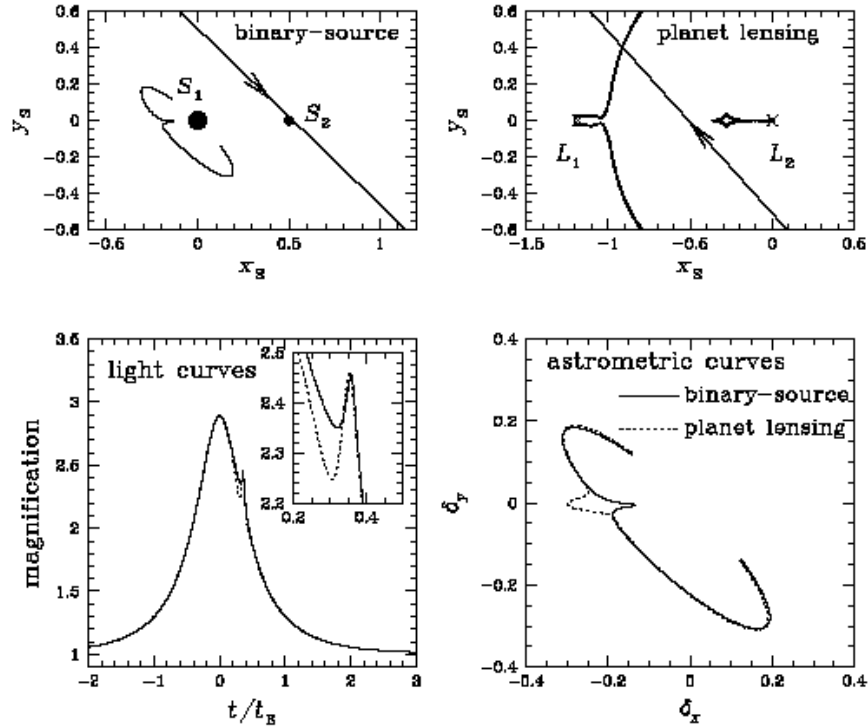 binary-source
S1
S2
yS
0.6
0.4
0.2
0
-0.2
-0.4
-0.6
-0.6
0
0.5
1
xS
planet lensing
L1
L2
yS
0.6
0.4
0.2
0
-0.2
-0.4
-0.6
-1.5
-1
-0.6
0
0.6
xS
light curves
magnification
3.5
3
2.5
2
1.5
1
-2
-1
0
1
2
3
t/tE
2.5
2.4
2.3
2.2
0.2
0.4
astrometric curves
binary-source
planet lensing
δy
0.4
0.2
0
-0.2
-0.4
-0.4
-0.2
0
0.2
0.4
δx